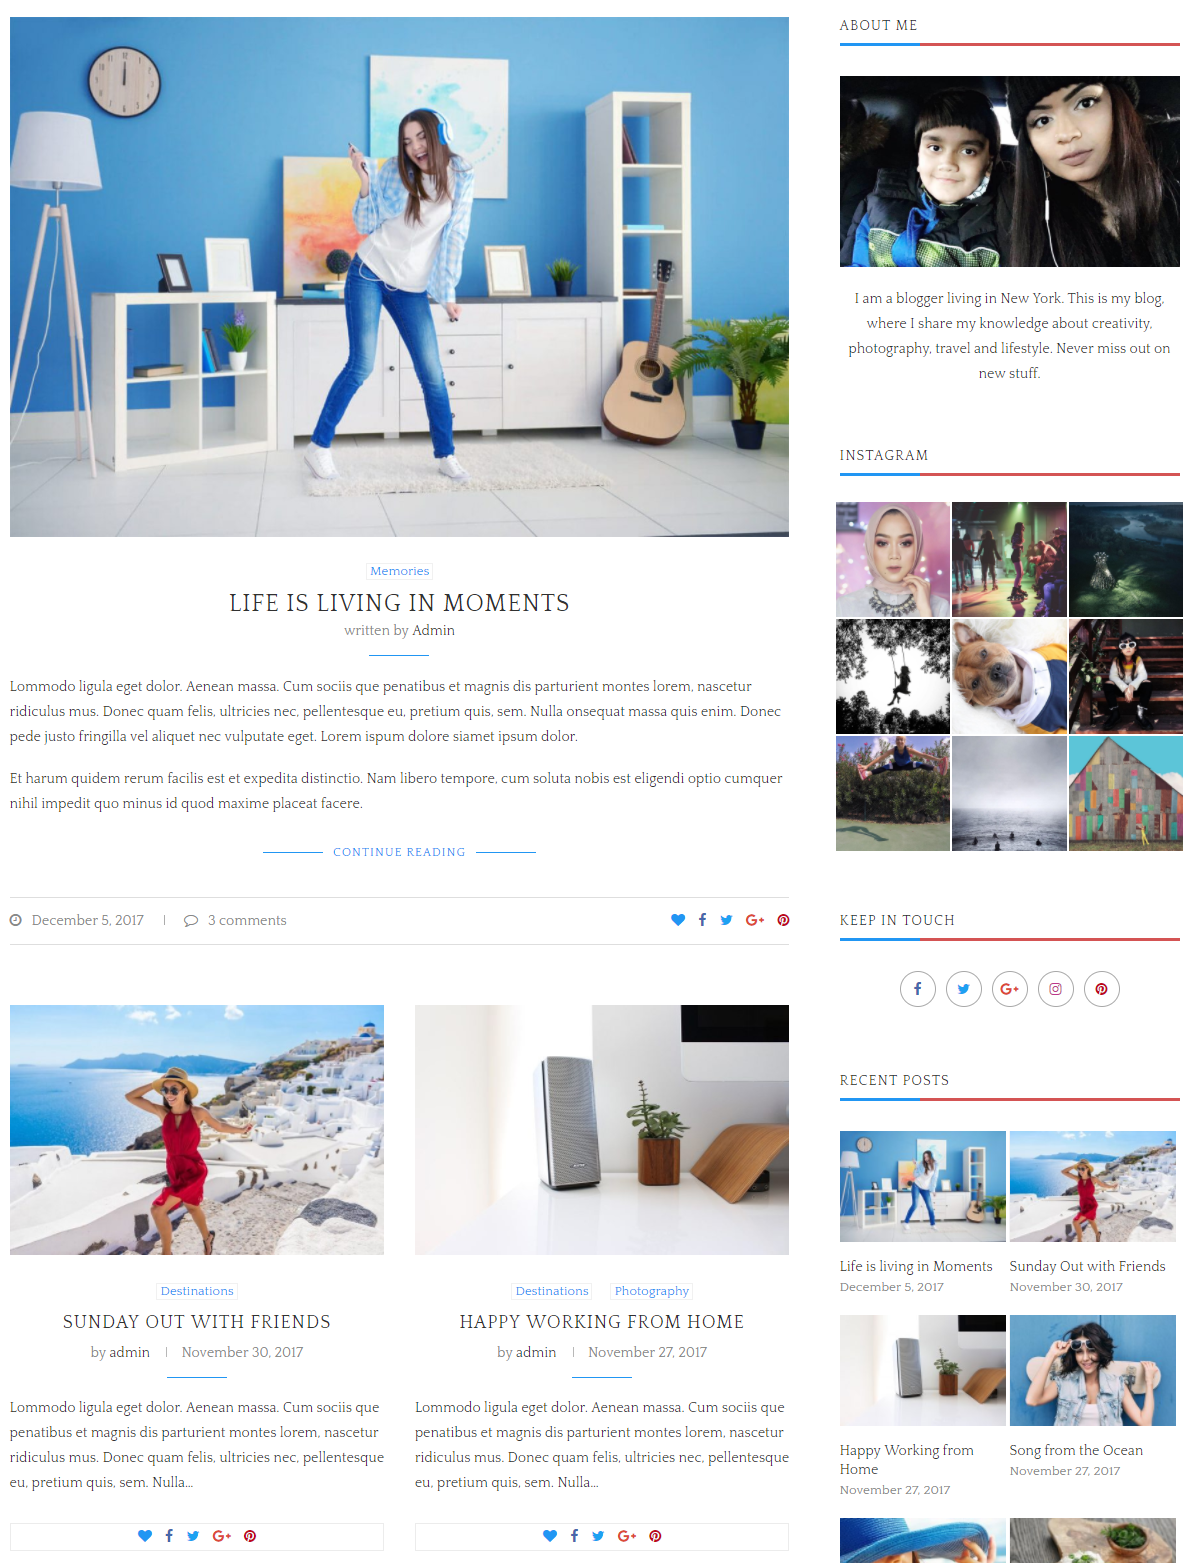 LIFE IS LIVING IN MOMENTS
Memories
written by Admin
Lommodo ligula eget dolor. Aenean massa. Cum sociis que penatibus et magnis dis parturient montes lorem, nascetur
ridiculus mus. Donec quam felis, ultricies nec, pellentesque eu, pretium quis, sem. Nulla onsequat massa quis enim. Donec
pede justo fringilla vel aliquet nec vulputate eget. Lorem ispum dolore siamet ipsum dolor.
Et harum quidem rerum facilis est et expedita distinctio. Nam libero tempore, cum soluta nobis est eligendi optio cumquer
nihil impedit quo minus id quod maxime placeat facere.
CONTINUE READING
December 5, 2017
3 comments
Destinations
SUNDAY OUT WITH FRIENDS
by admin November 30, 2017
Lommodo ligula eget dolor. Aenean massa. Cum sociis que
penatibus et magnis dis parturient montes lorem, nascetur
ridiculus mus. Donec quam felis, ultricies nec, pellentesque
eu, pretium quis, sem. Nulla...
Destinations Photography
HAPPY WORKING FROM HOME
by admin November 27, 2017
Lommodo ligula eget dolor. Aenean massa. Cum sociis que
penatibus et magnis dis parturient montes lorem, nascetur
ridiculus mus. Donec quam felis, ultricies nec, pellentesque
eu, pretium quis, sem. Nulla...
ABOUT ME
I am a blogger living in New York. This is my blog,
where I share my knowledge about creativity,
photography, travel and lifestyle. Never miss out on
new stuff.
INSTAGRAM
KEEP IN TOUCH
RECENT POSTS
Life is living in Moments
December 5, 2017
Sunday Out with Friends
November 30, 2017
Happy Working from
Home
November 27, 2017
Song from the Ocean
November 27, 2017